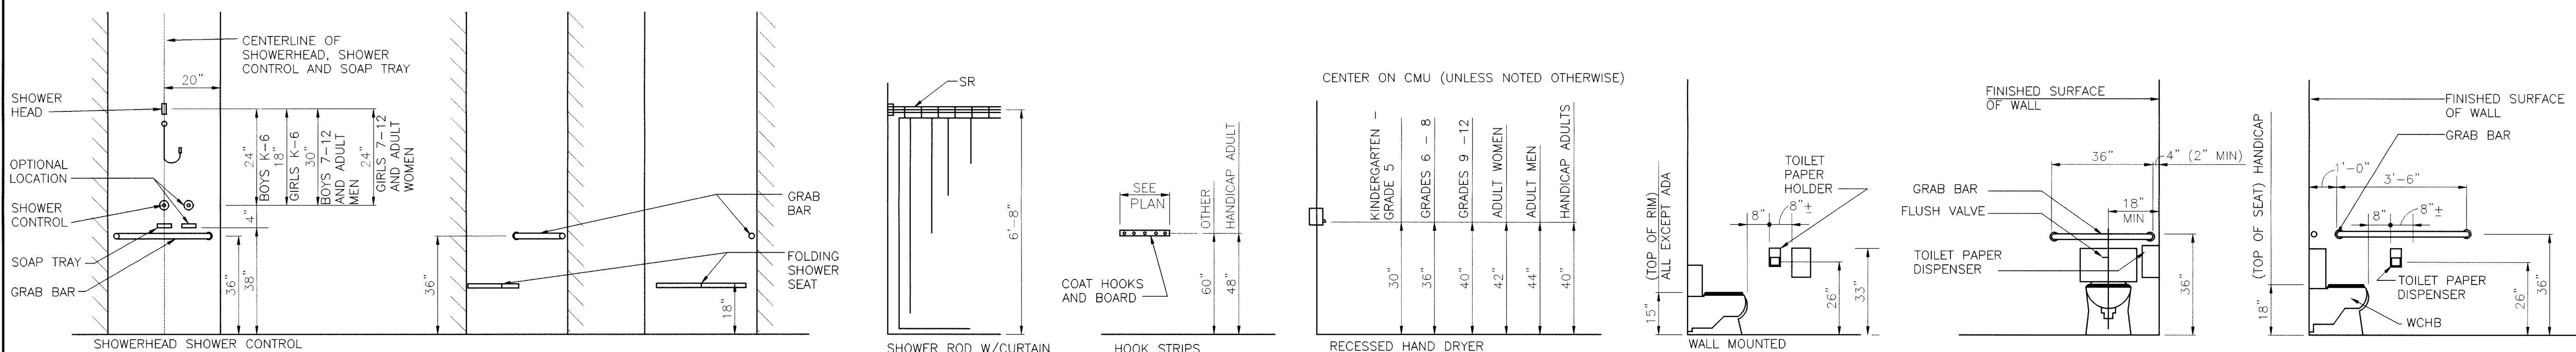 CENTERLINE OF
SHOWERHEAD, SHOWER
CONTROL AND SOAP TRAY
20"
SHOWER
HEAD
OPTIONAL
LOCATION
SHOWER
CONTROL
SOAP TRAY
GRAB BAR
24"
BOYS K-6
18"
GIRLS K-6
30"
BOYS 7-12
AND ADULT
MEN
24"
GIRLS 7-12
AND ADULT
WOMEN
4"
36"
38"
SHOWERHEAD SHOWER CONTROL
36"
GRAB
BAR
FOLDING
SHOWER
SEAT
18"
SR
6'-8"
SHOWER ROD W/CURTAIN
SEE
PLAN
OTHER
HANDICAP ADULT
COAT HOOKS
AND BOARD
60"
48"
HOOK STRIPS
CENTER ON CMU (UNLESS NOTED OTHERWISE)
KINDERGARTEN -
GRADE 5
GRADES 6 - 8
GRADES 9 -12
ADULT WOMEN
ADULT MEN
HANDICAP ADULTS
30"
36"
40"
42"
44"
40"
RECESSED HAND DRYER
(TOP OF RIM)
ALL EXCEPT ADA
15"
TOILET
PAPER
HOLDER
8"
8"±
26"
33"
WALL MOUNTED
FINISHED SURFACE
OF WALL
36"
4" (2" MIN)
GRAB BAR
FLUSH VALVE
18"
MIN
TOILET PAPER
DISPENSER
36"
(TOP OF SEAT) HANDICAP
18"
FINISHED SURFACE
OF WALL
GRAB BAR
1'-0"
3'-6"
8"
8"±
TOILET PAPER
DISPENSER
WCHB
26"
36"